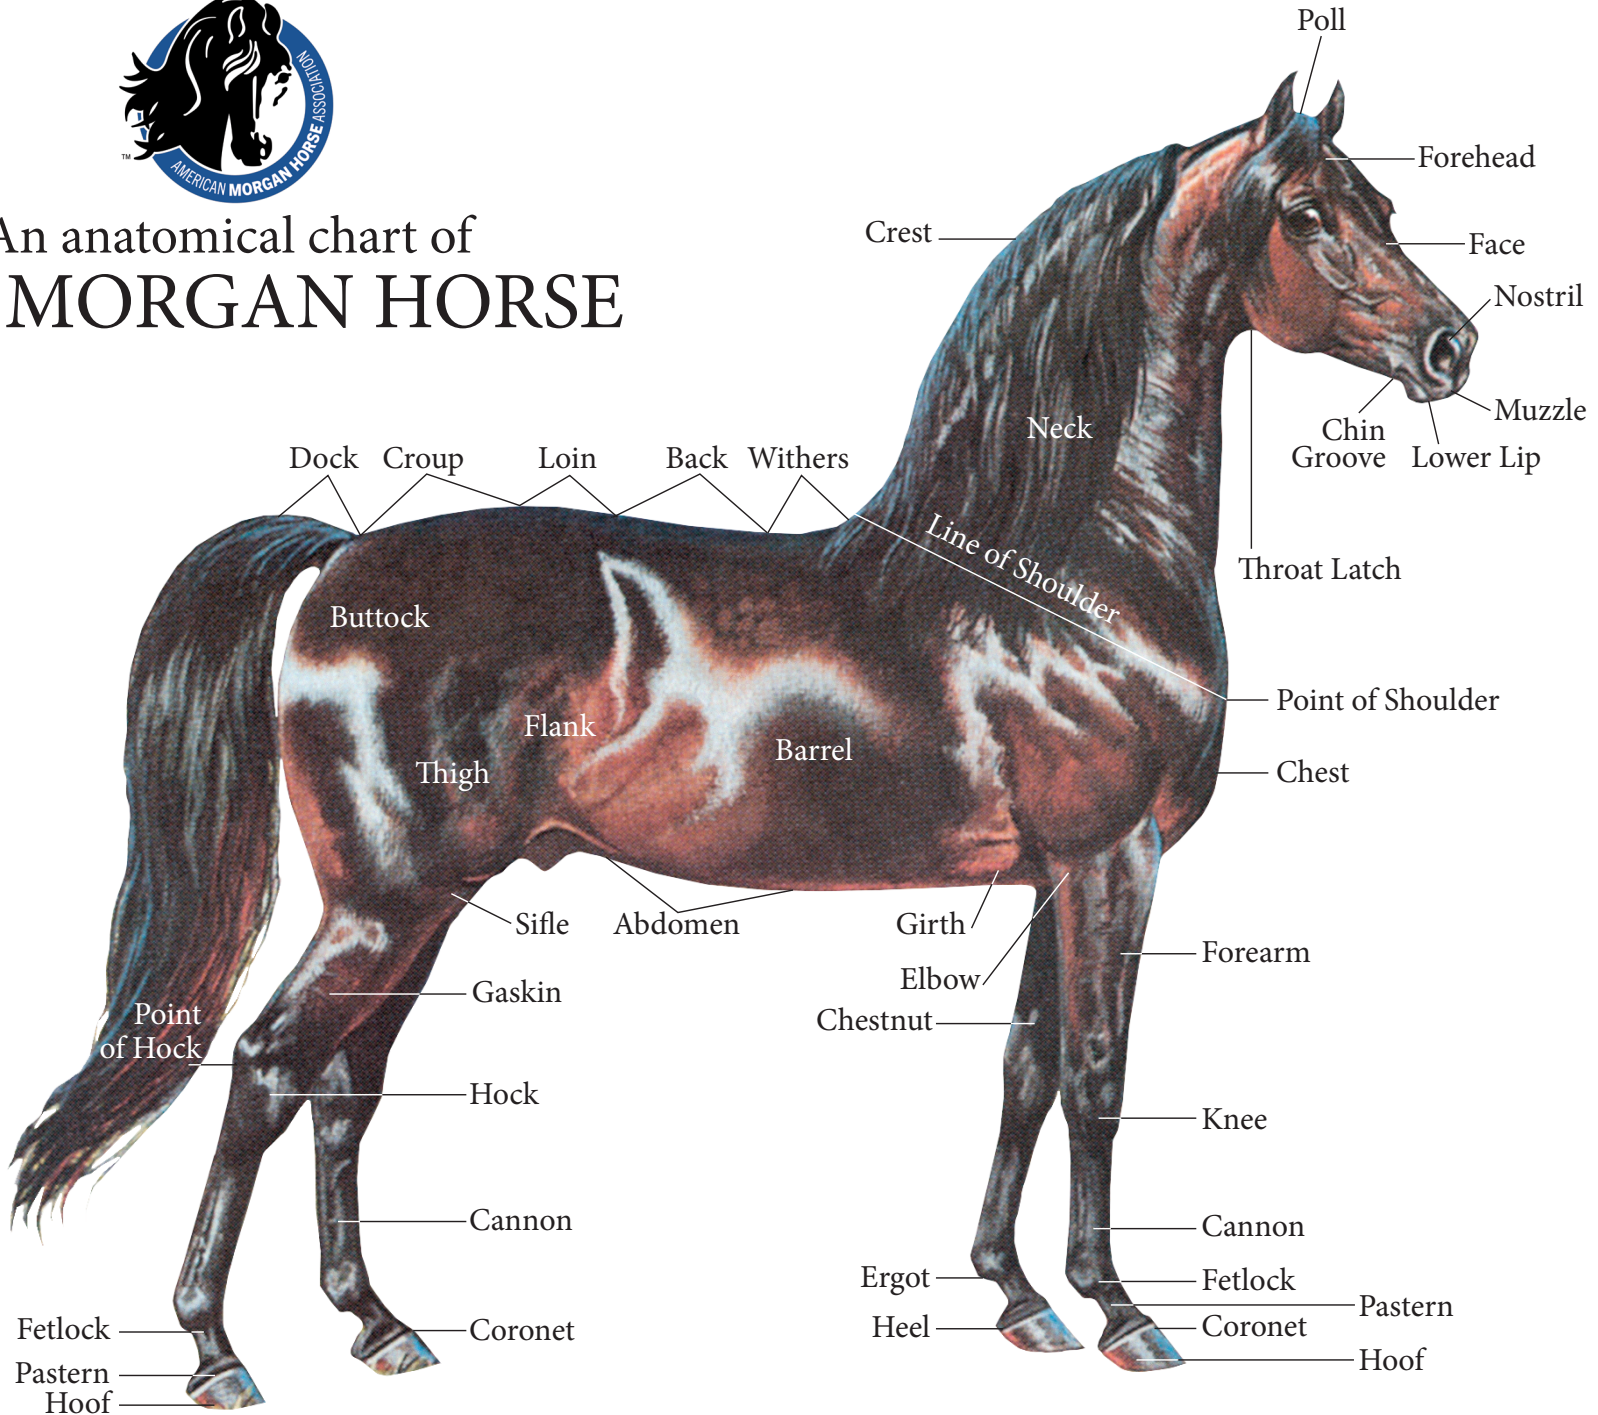 AMERICAN MORGAN HORSE ASSOCIATION
TM
An anatomical chart of
MORGAN HORSE
Poll
Forehead
Crest
Face
Nostril
Muzzle
Chin
Groove
Lower Lip
Neck
Dock
Croup
Loin
Back
Withers
Line of Shoulder
Throat Latch
Buttock
Point of Shoulder
Flank
Barrel
Thigh
Chest
Sifle
Abdomen
Girth
Forearm
Elbow
Gaskin
Chestnut
Point
of Hock
Hock
Knee
Cannon
Cannon
Ergot
Fetlock
Pastern
Heel
Coronet
Fetlock
Coronet
Hoof
Pastern
Hoof